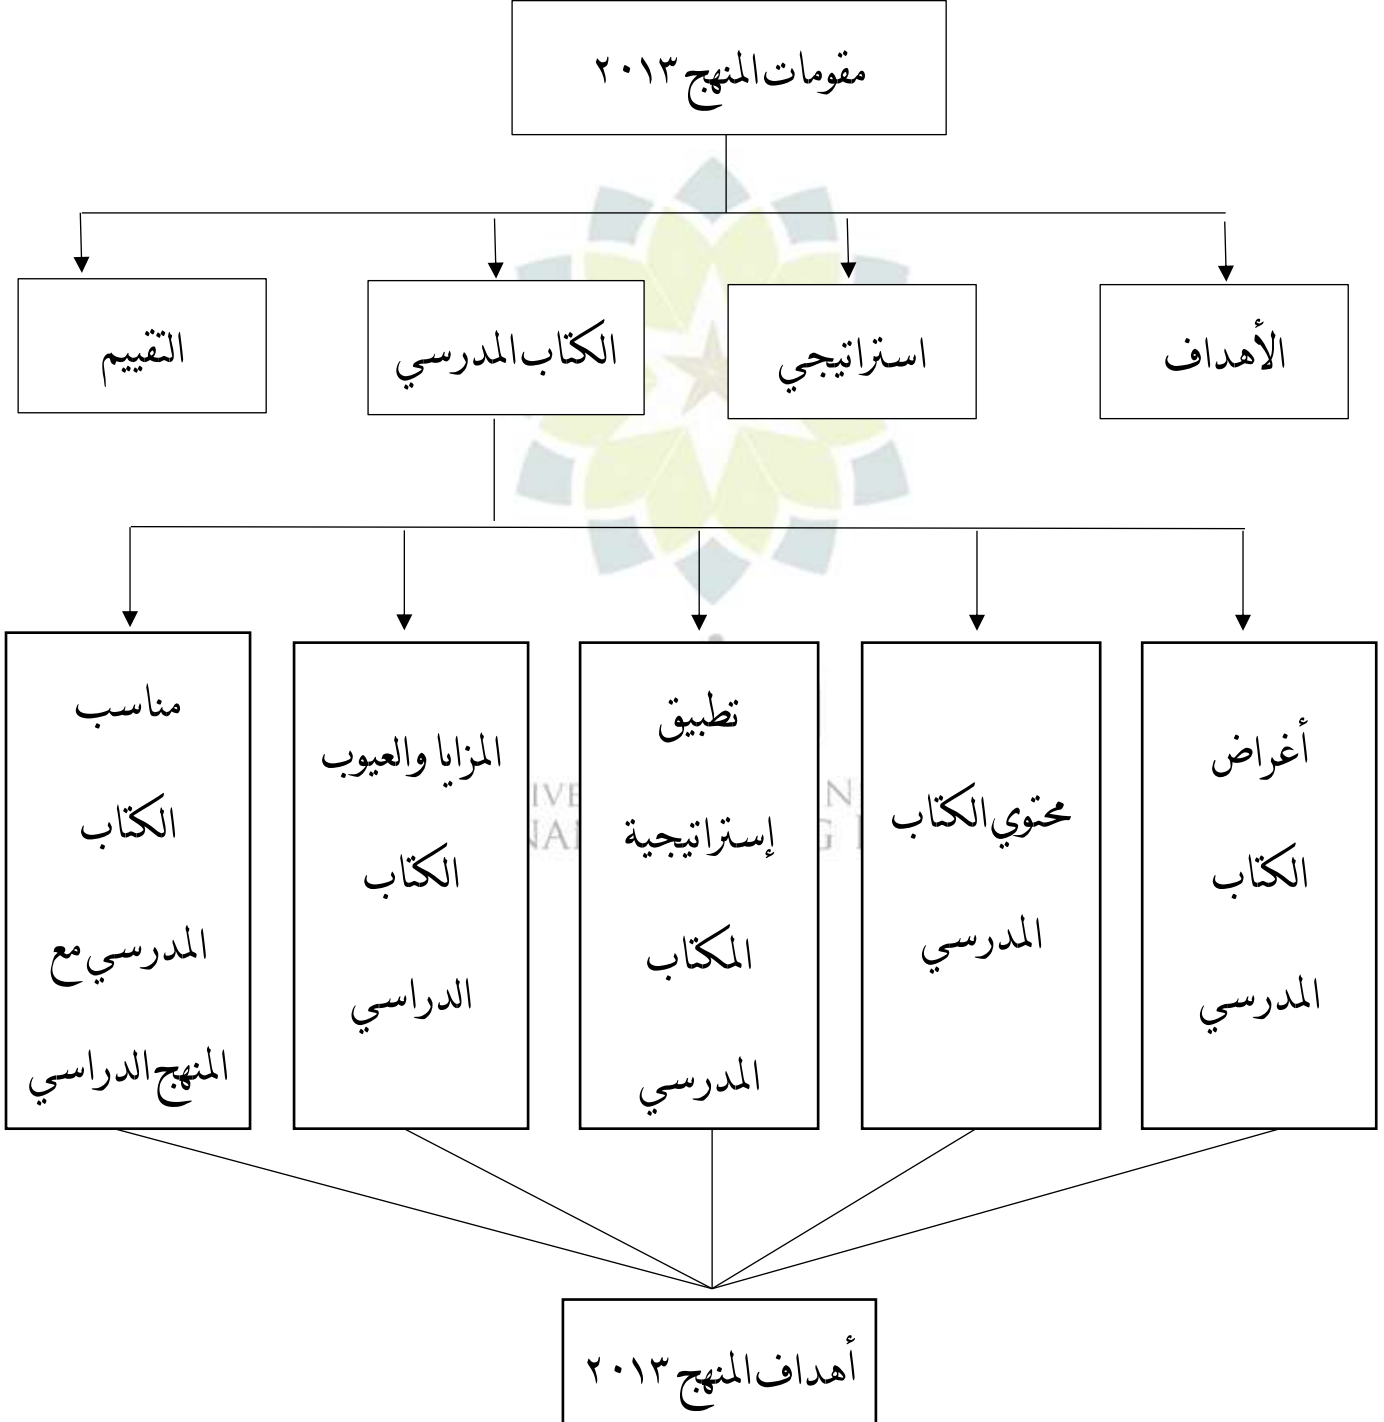 مقومات المنهج ٢٠١٣
الأهداف
استراتيجي
الكتاب المدرسي
التقييم
أغراض
الكتاب
المدرسي
محتوي الكتاب
المدرسي
تطبيق
إستراتيجية
المكتاب
المدرسي
المزايا والعيوب
الكتاب
الدراسي
مناسب
الكتاب
المدرسي مع
المنهج الدراسي
أهداف المنهج ٢٠١٣